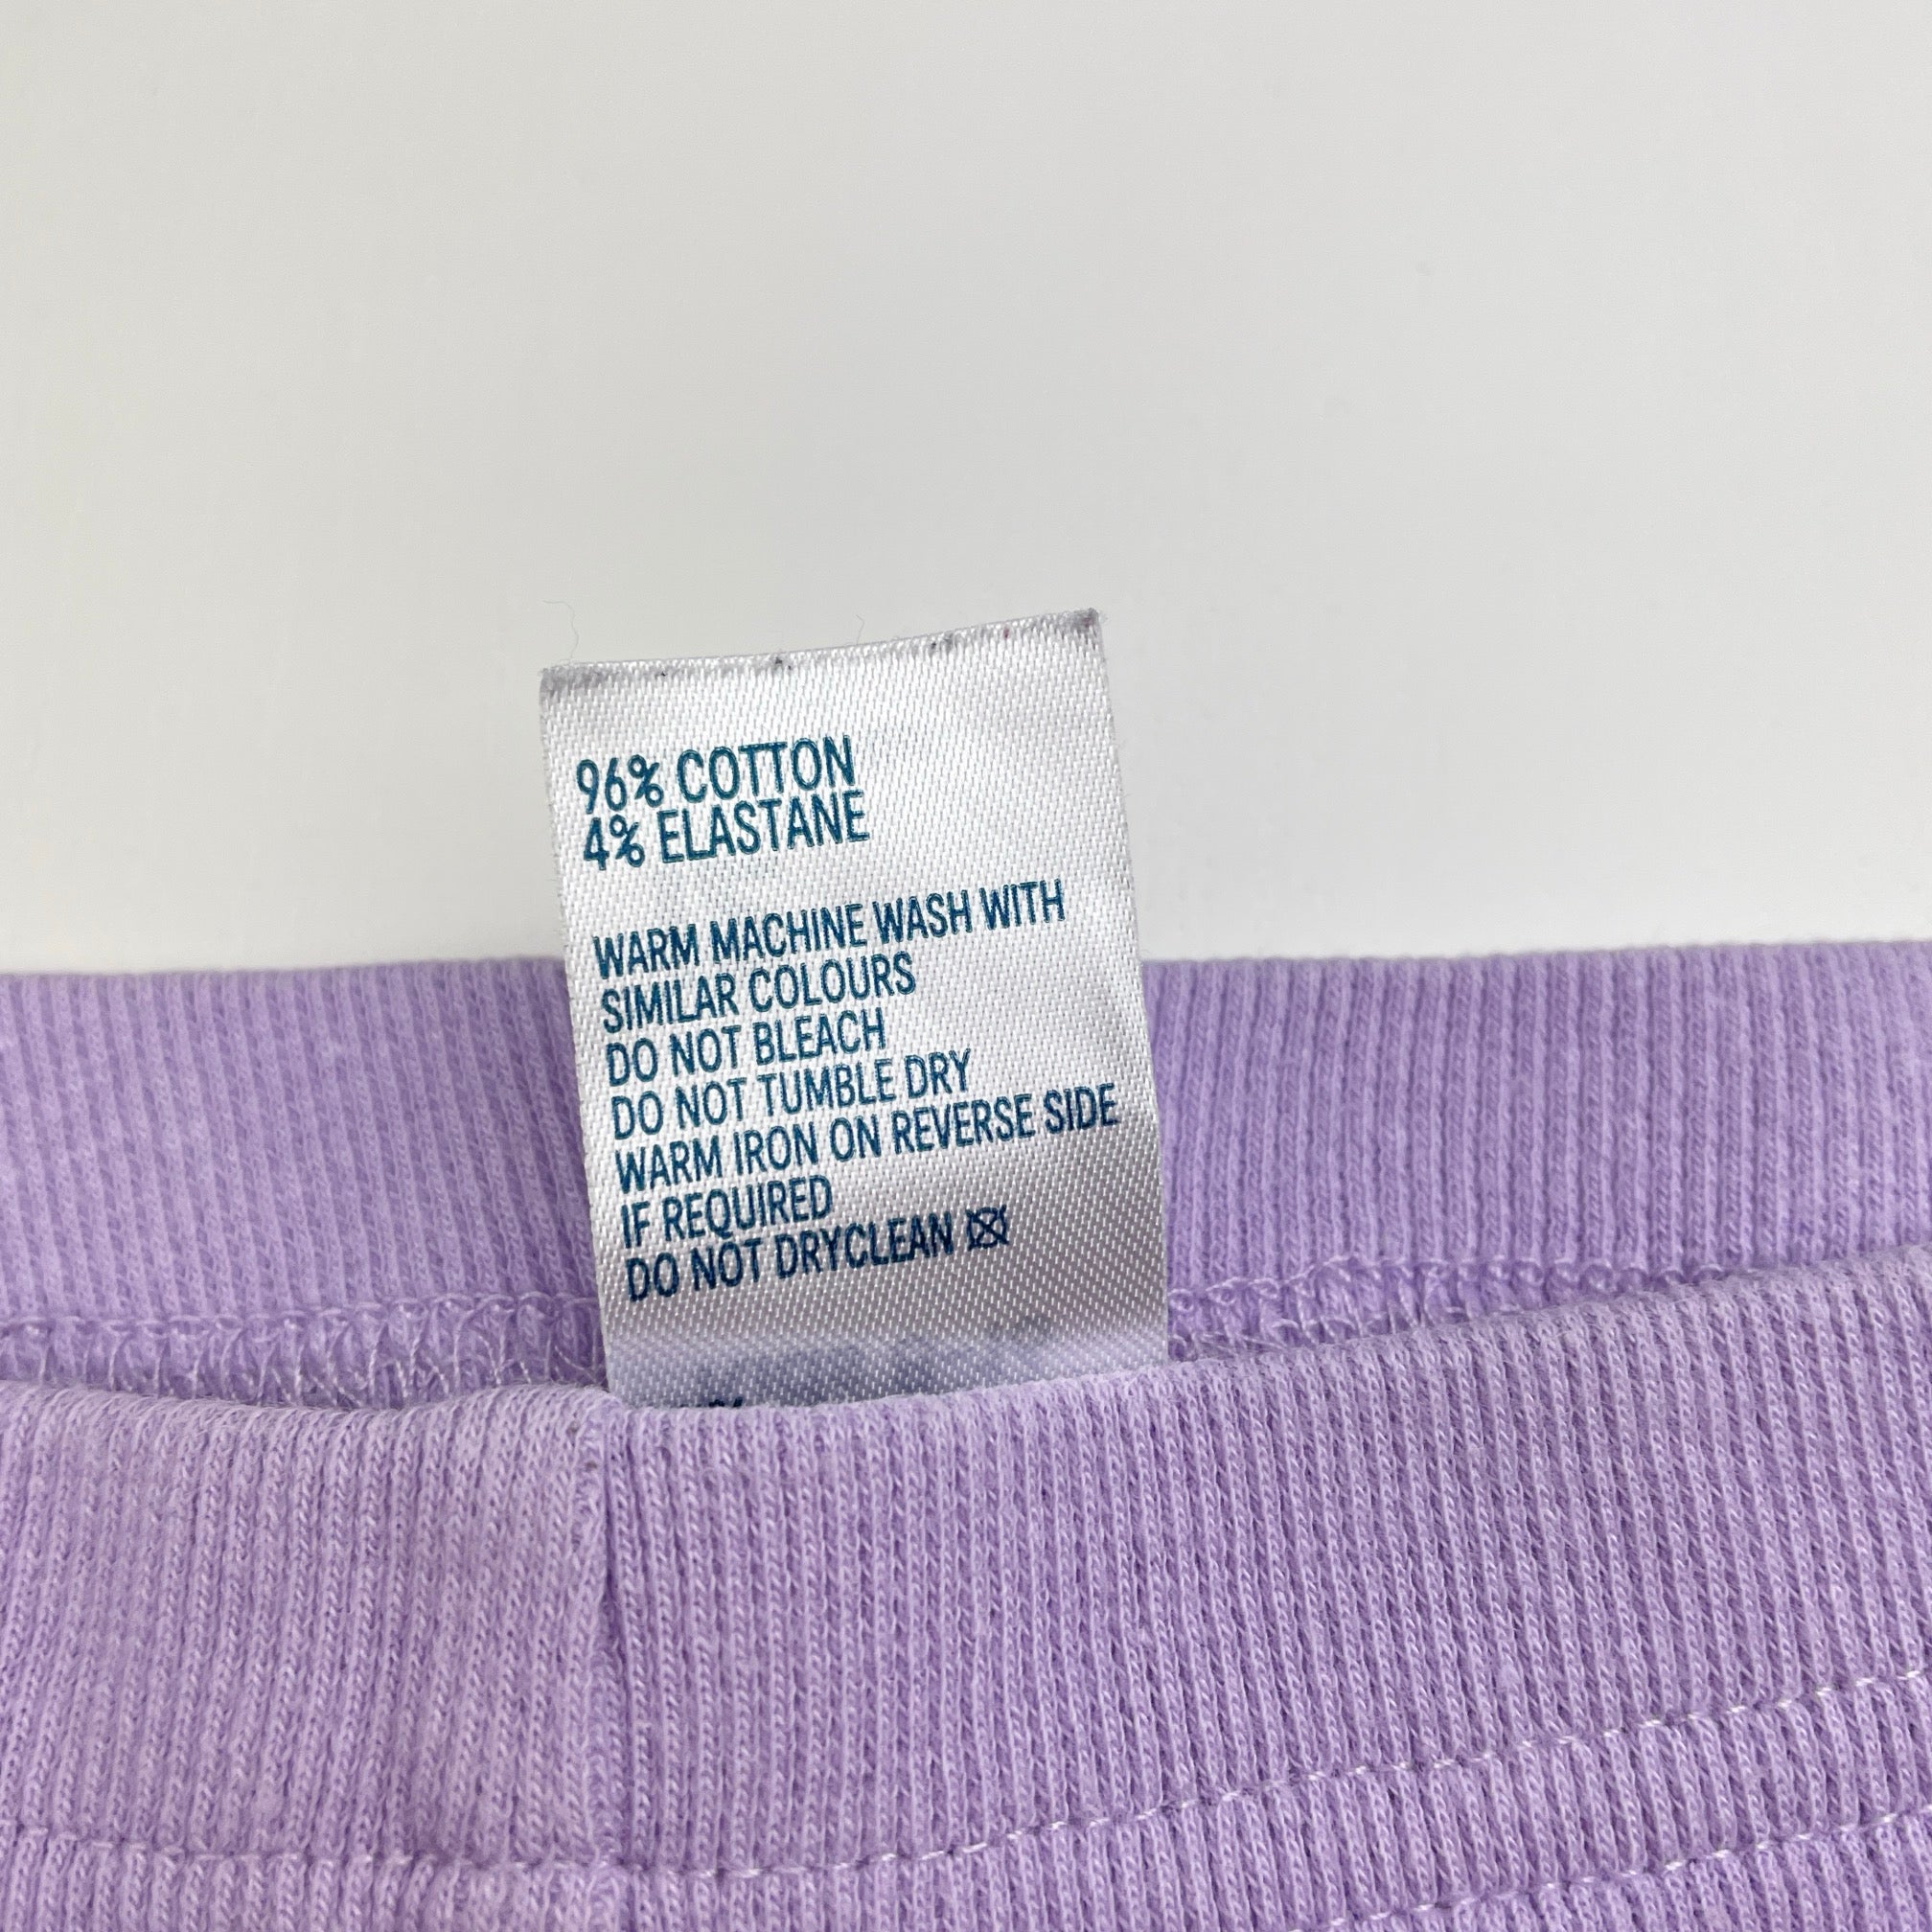 96% COTTON
4% ELASTANE
WARM MACHINE WASH WITH
SIMILAR COLOURS
DO NOT BLEACH
DO NOT TUMBLE DRY
WARM IRON ON REVERSE SIDE
IF REQUIRED
DO NOT DRYCLEAN